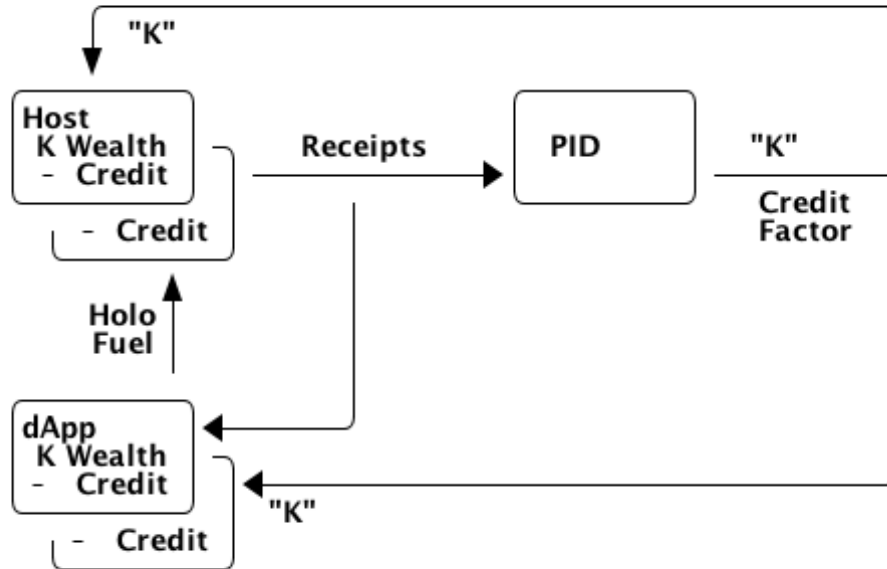 "K"
Host
K Wealth
- Credit
- Credit
Receipts
PID
"K"
Credit
Factor
Holo
Fuel
dApp
K Wealth
- Credit
- Credit
"K"